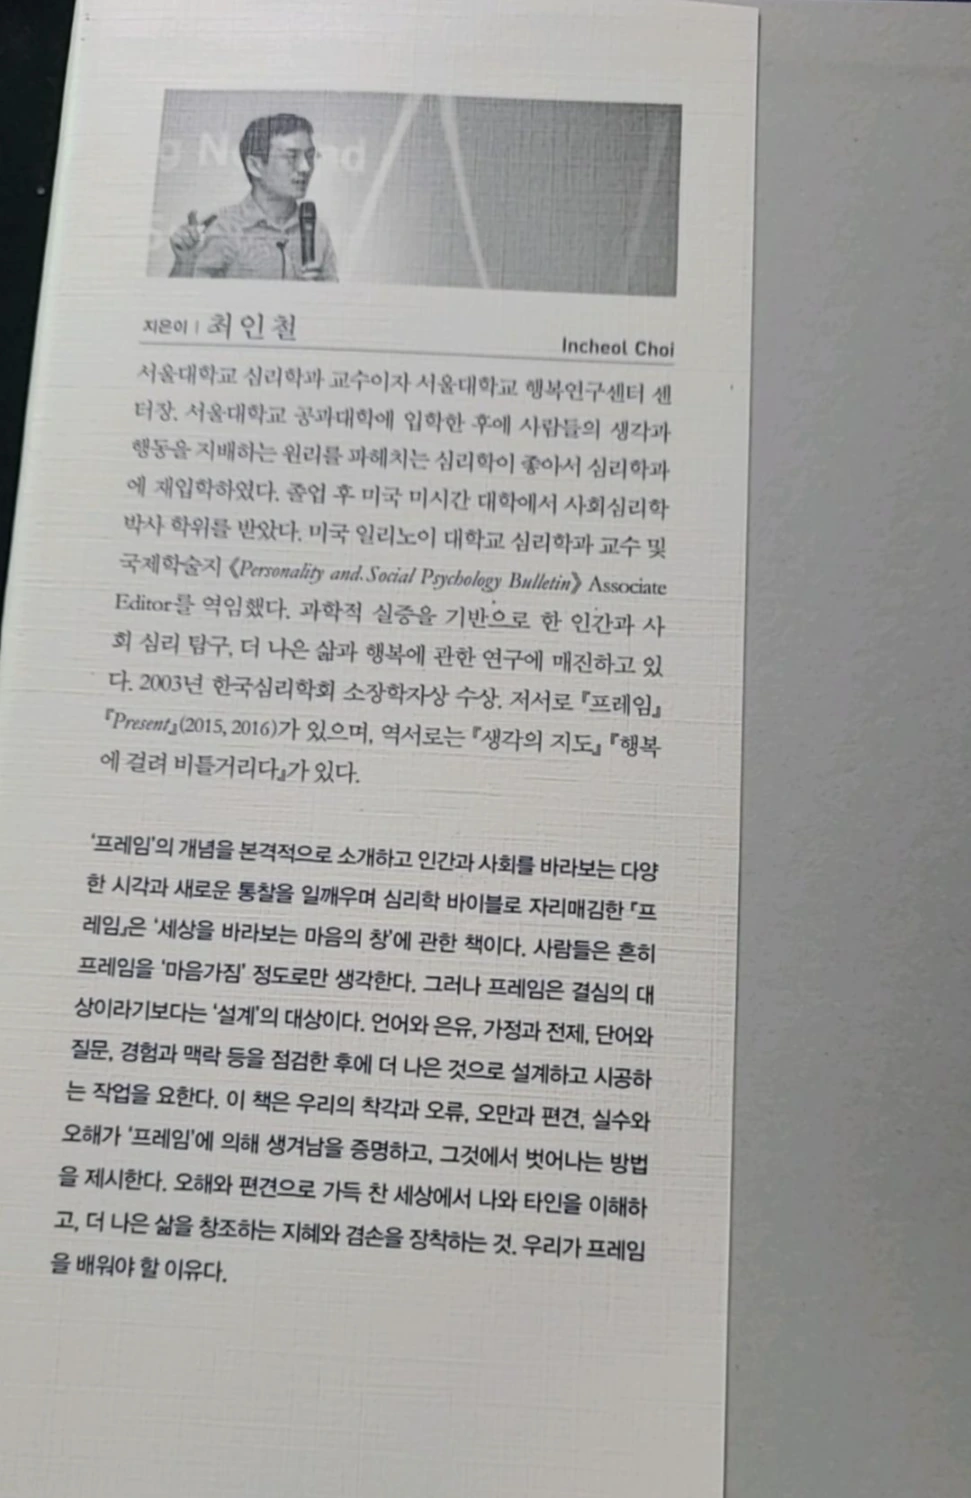 지은이 | 최인철
Incheol Choi
서울대학교 심리학과 교수이자 서울대학교 행복연구센터 센
터장. 서울대학교 공과대학에 입학한 후에 사람들의 생각과
행동을 지배하는 원리를 파헤치는 심리학이 좋아서 심리학과
에 재입학하였다. 졸업 후 미국 미시간 대학에서 사회심리학
박사 학위를 받았다. 미국 일리노이 대학교 심리학과 교수 및
국제학술지 《Personality and Social Psychology Bulletin》 Associate
Editor를 역임했다. 과학적 실증을 기반으로 한 인간과 사
회 심리 탐구, 더 나은 삶과 행복에 관한 연구에 매진하고 있
다. 2003년 한국심리학회 소장학자상 수상. 저서로 『프레임』
『Present』(2015, 2016)가 있으며, 역서로는 『생각의 지도』 『행복
에 걸려 비틀거리다』가 있다.
‘프레임’의 개념을 본격적으로 소개하고 인간과 사회를 바라보는 다양
한 시각과 새로운 통찰을 일깨우며 심리학 바이블로 자리매김한 『프
레임』은 ‘세상을 바라보는 마음의 창’에 관한 책이다. 사람들은 흔히
프레임을 ‘마음가짐’ 정도로만 생각한다. 그러나 프레임은 결심의 대
상이라기보다는 ‘설계’의 대상이다. 언어와 은유, 가정과 전제, 단어와
질문, 경험과 맥락 등을 점검한 후에 더 나은 것으로 설계하고 시공하
는 작업을 요한다. 이 책은 우리의 착각과 오류, 오만과 편견, 실수와
오해가 ‘프레임’에 의해 생겨남을 증명하고, 그것에서 벗어나는 방법
을 제시한다. 오해와 편견으로 가득 찬 세상에서 나와 타인을 이해하
고, 더 나은 삶을 창조하는 지혜와 겸손을 장착하는 것. 우리가 프레임
을 배워야 할 이유다.